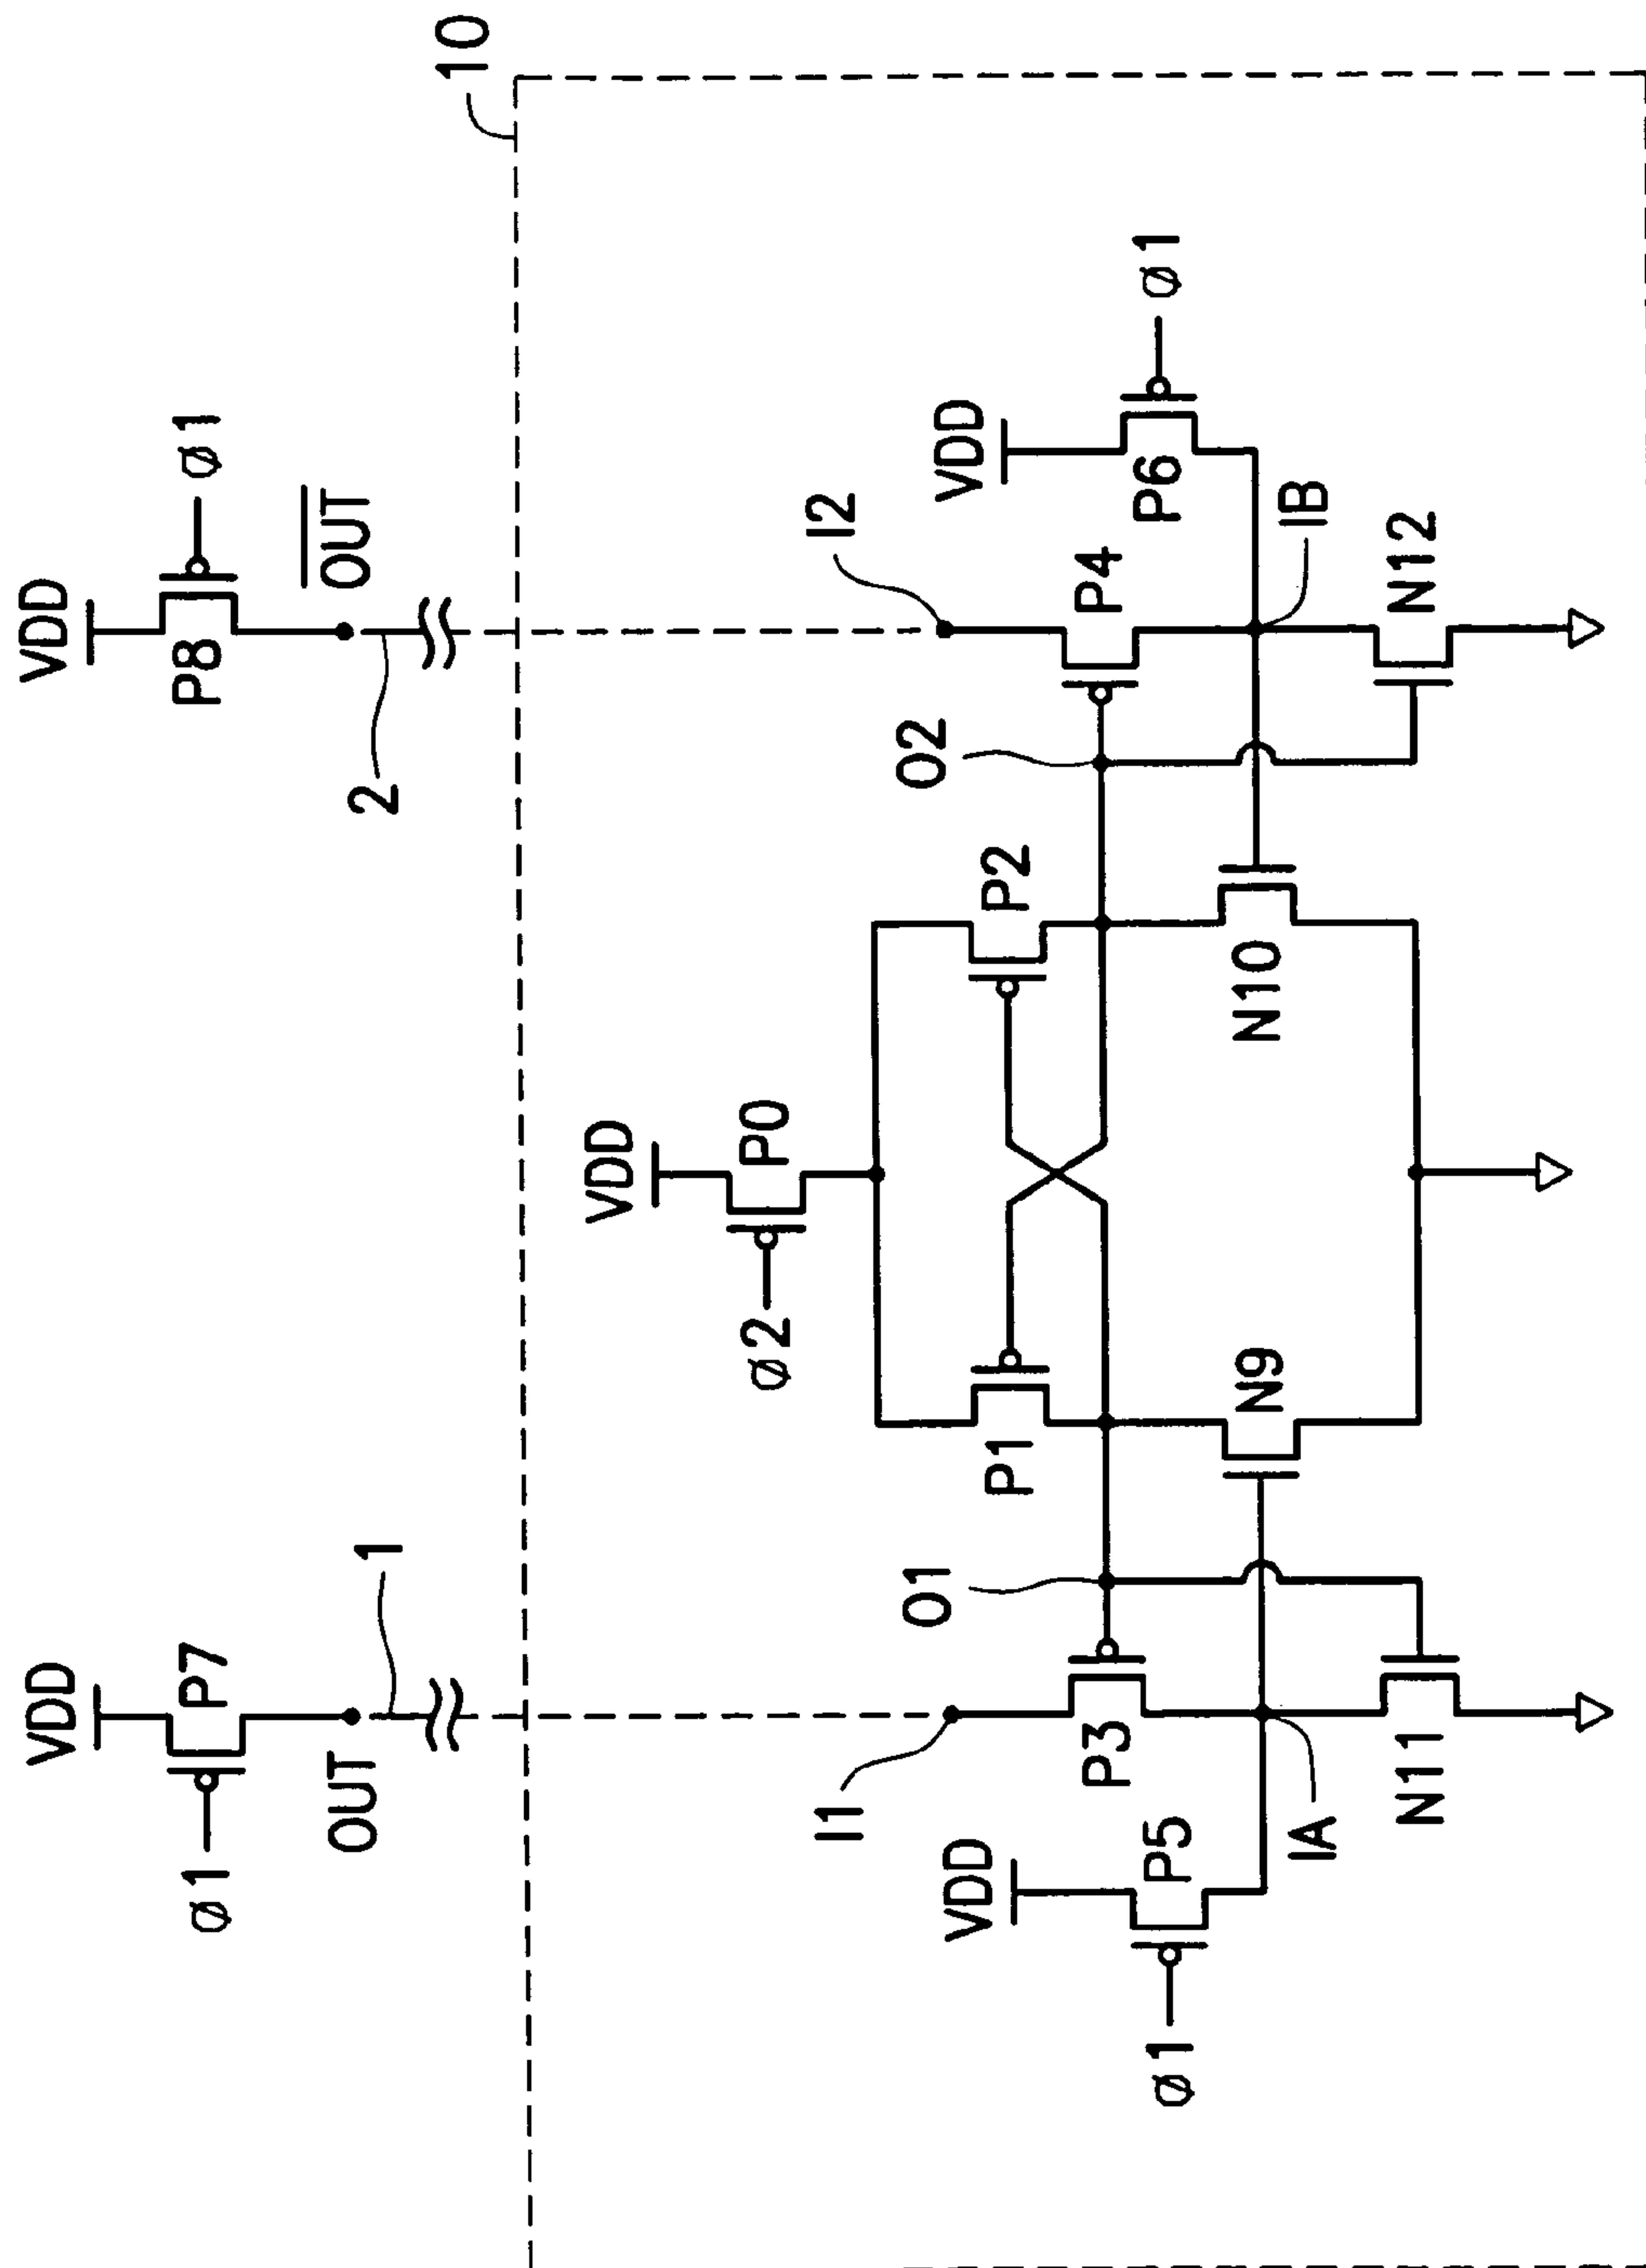 10
VDD
P7
ø1
OUT
1
VDD
P8
ø1
OUT
2
VDD
P0
ø2
P1
P2
I1
I2
O1
O2
VDD
P5
ø1
P3
P4
VDD
P6
ø1
N9
N10
IA
IB
N11
N12